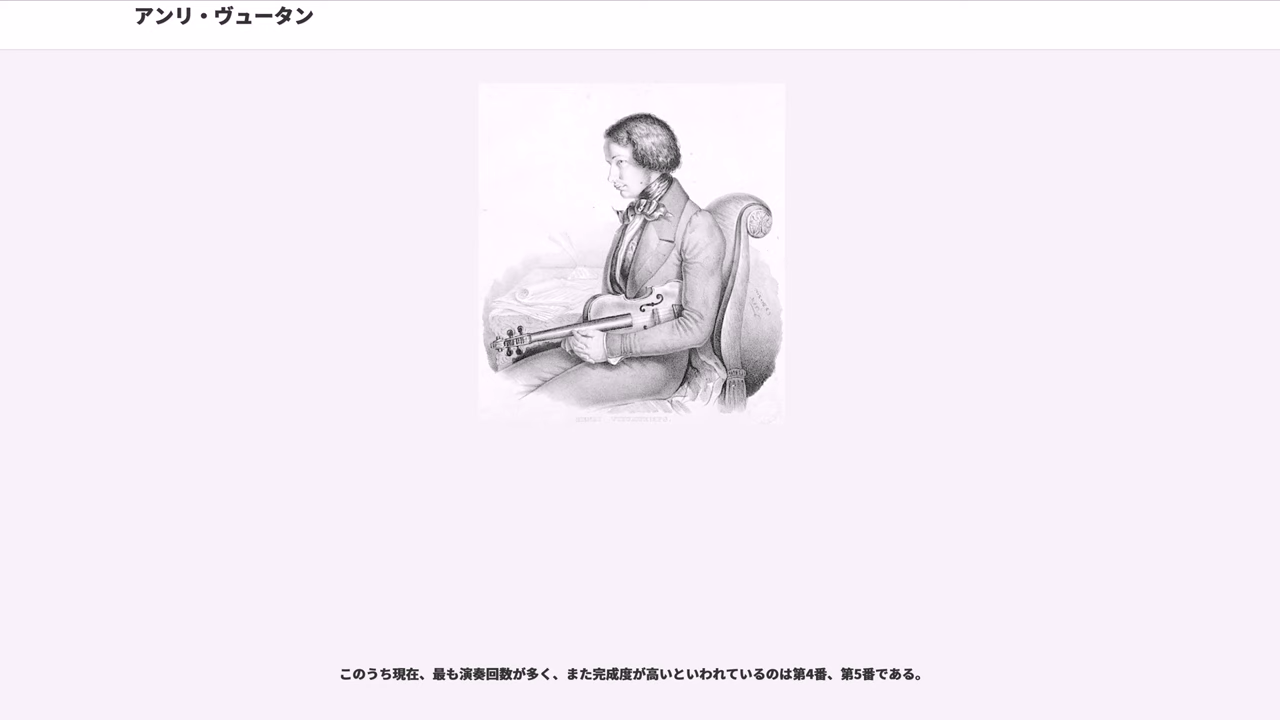 アンリ・ヴュータン
このうち現在、最も演奏回数が多く、また完成度が高いといわれているのは第4番、第5番である。